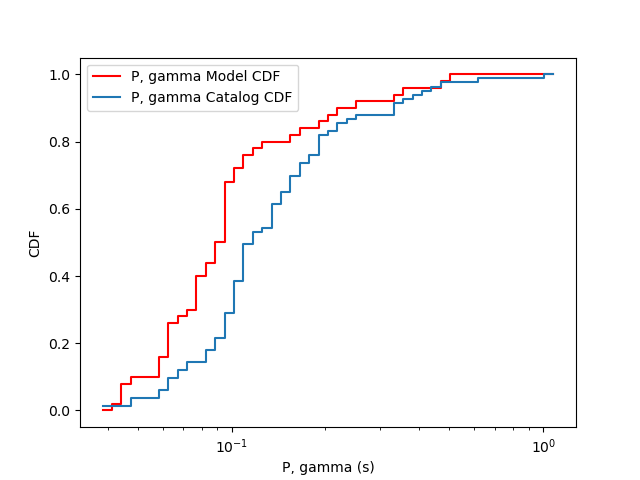 P, gamma Model CDF
P, gamma Catalog CDF
1.0
0.8
0.6
0.4
0.2
0.0
CDF
10⁻¹ 10⁰
P, gamma (s)